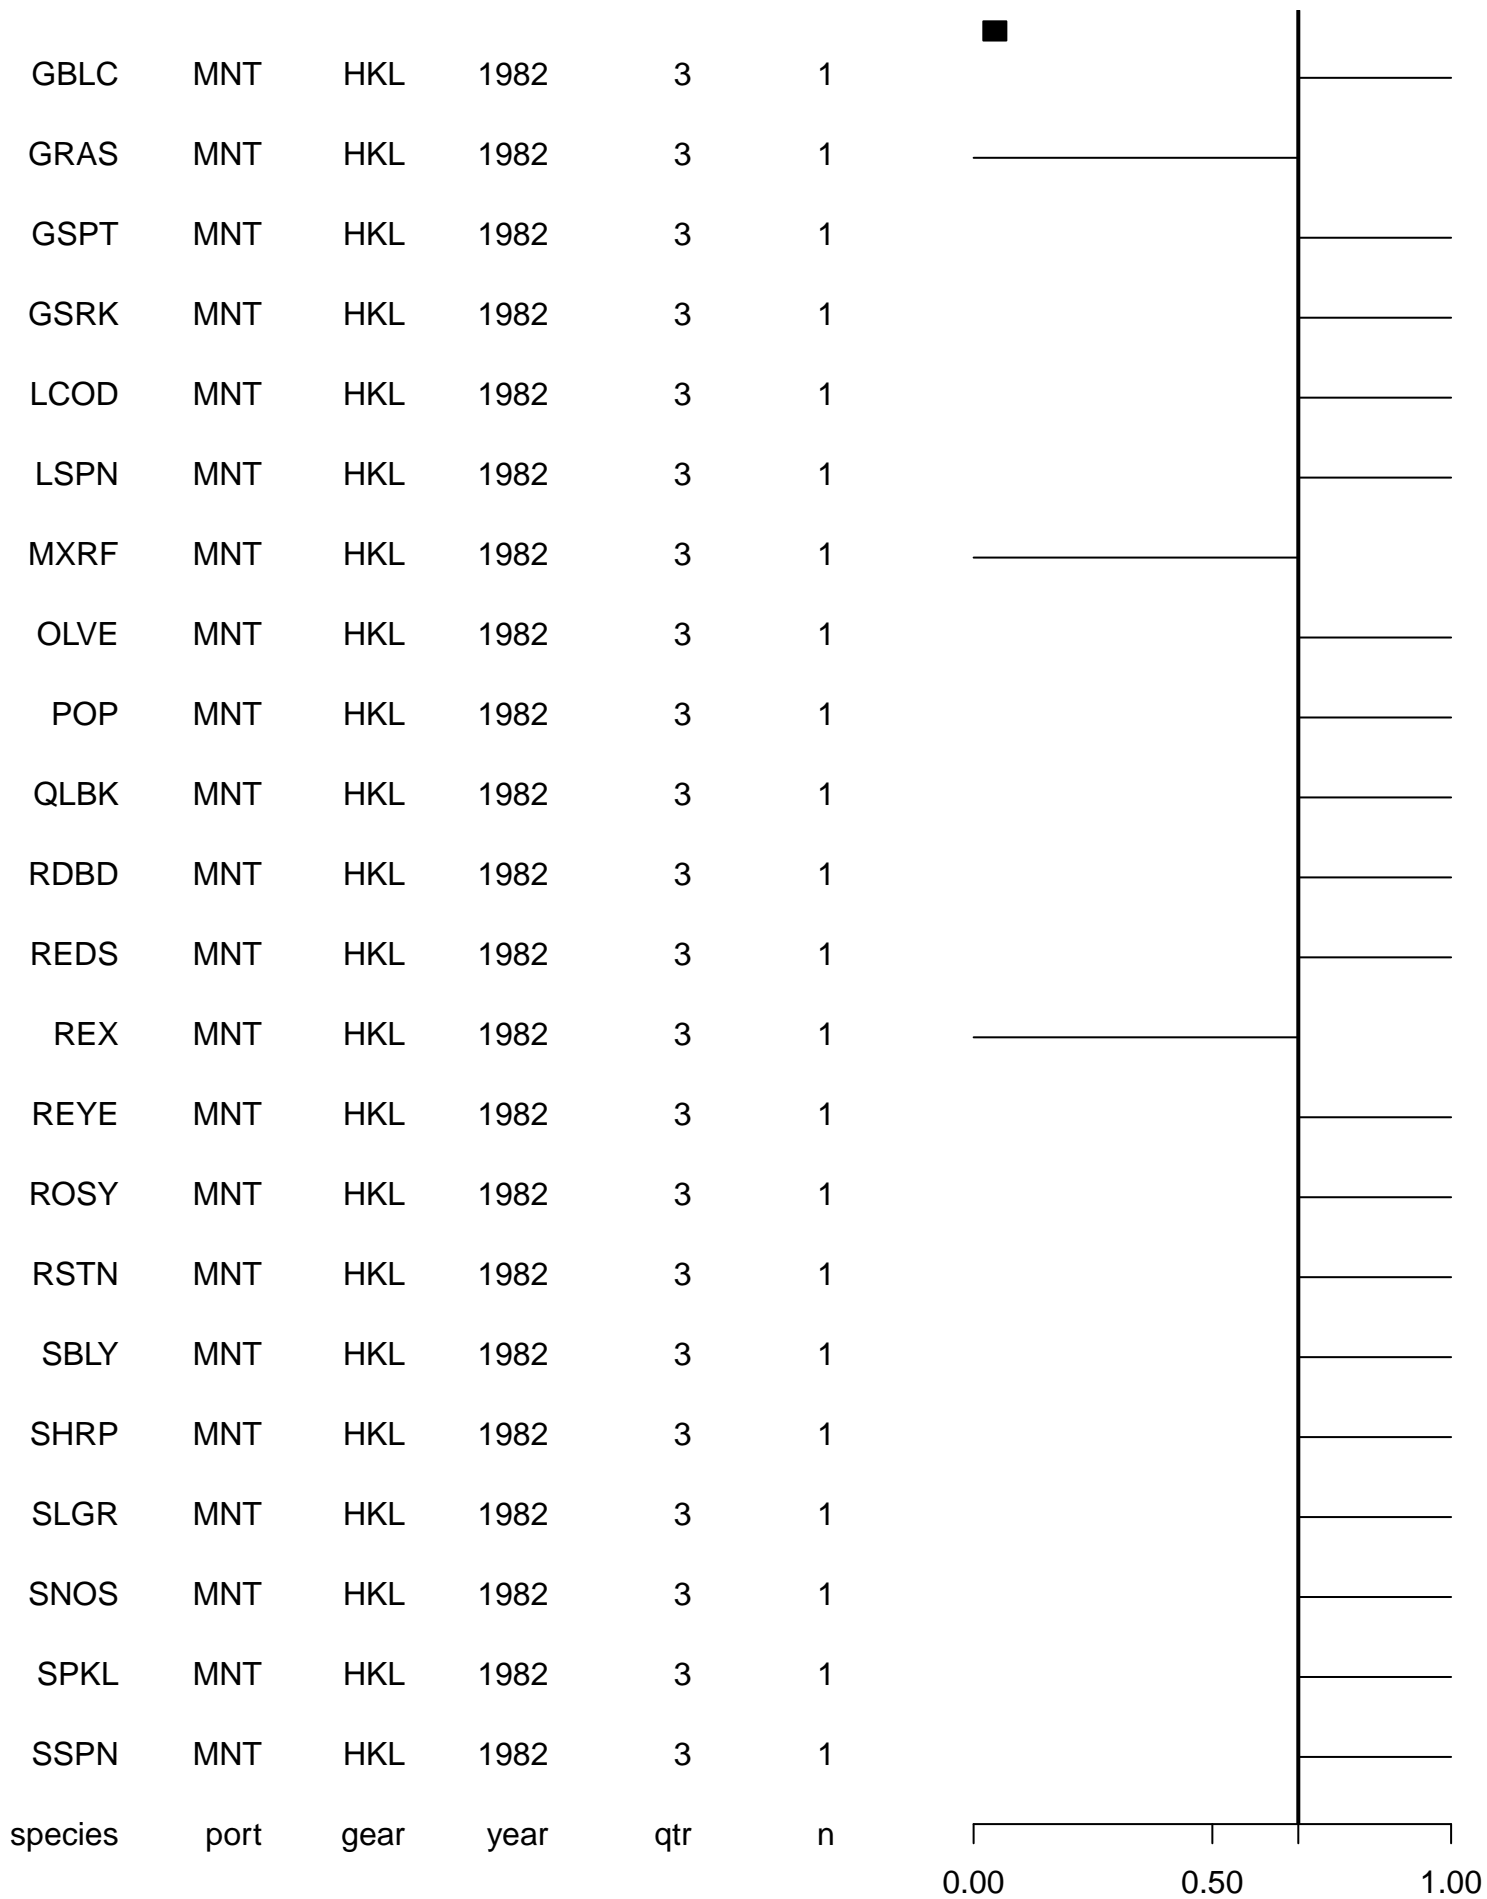 GBLC MNT HKL 1982 3 1
GRAS MNT HKL 1982 3 1
GSPT MNT HKL 1982 3 1
GSRK MNT HKL 1982 3 1
LCOD MNT HKL 1982 3 1
LSPN MNT HKL 1982 3 1
MXRF MNT HKL 1982 3 1
OLVE MNT HKL 1982 3 1
POP MNT HKL 1982 3 1
QLBK MNT HKL 1982 3 1
RDBD MNT HKL 1982 3 1
REDS MNT HKL 1982 3 1
REX MNT HKL 1982 3 1
REYE MNT HKL 1982 3 1
ROSY MNT HKL 1982 3 1
RSTN MNT HKL 1982 3 1
SBLY MNT HKL 1982 3 1
SHRP MNT HKL 1982 3 1
SLGR MNT HKL 1982 3 1
SNOS MNT HKL 1982 3 1
SPKL MNT HKL 1982 3 1
SSPN MNT HKL 1982 3 1
species port gear year qtr n
0.00 0.50 1.00